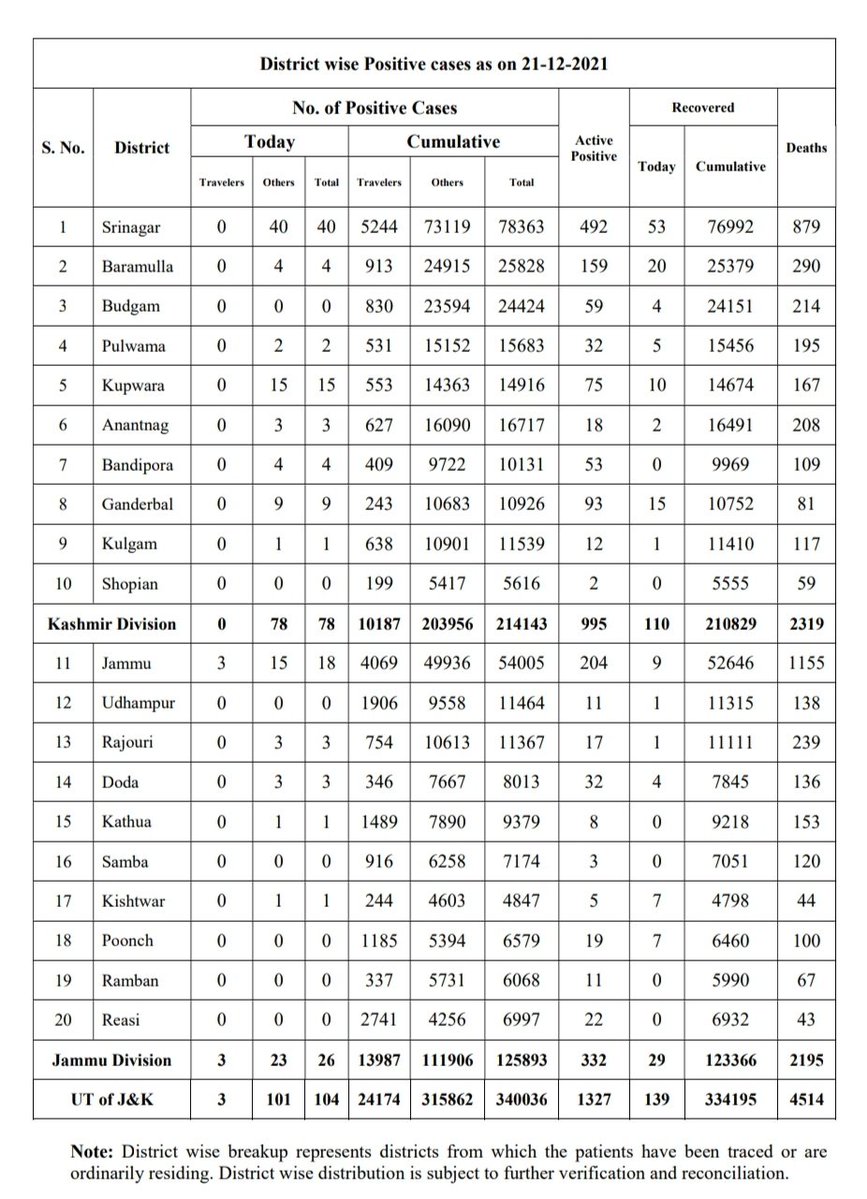 District wise Positive cases as on 21-12-2021
S. No. District No. of Positive Cases Active Positive Recovered Deaths
Today Cumulative Today Cumulative
Travelers Others Total Travelers Others Total
1 Srinagar 0 40 40 5244 73119 78363 492 53 76992 879
2 Baramulla 0 4 4 913 24915 25828 159 20 25379 290
3 Budgam 0 0 0 830 23594 24424 59 4 24151 214
4 Pulwama 0 2 2 531 15152 15683 32 5 15456 195
5 Kupwara 0 15 15 553 14363 14916 75 10 14674 167
6 Anantnag 0 3 3 627 16090 16717 18 2 16491 208
7 Bandipora 0 4 4 409 9722 10131 53 0 9969 109
8 Ganderbal 0 9 9 243 10683 10926 93 15 10752 81
9 Kulgam 0 1 1 638 10901 11539 12 1 11410 117
10 Shopian 0 0 0 199 5417 5616 2 0 5555 59
Kashmir Division 0 78 78 10187 203956 214143 995 110 210829 2319
11 Jammu 3 15 18 4069 49936 54005 204 9 52646 1155
12 Udhampur 0 0 0 1906 9558 11464 11 1 11315 138
13 Rajouri 0 3 3 754 10613 11367 17 1 11111 239
14 Doda 0 3 3 346 7667 8013 32 4 7845 136
15 Kathua 0 1 1 1489 7890 9379 8 0 9218 153
16 Samba 0 0 0 916 6258 7174 3 0 7051 120
17 Kishtwar 0 1 1 244 4603 4847 5 7 4798 44
18 Poonch 0 0 0 1185 5394 6579 19 7 6460 100
19 Ramban 0 0 0 337 5731 6068 11 0 5990 67
20 Reasi 0 0 0 2741 4256 6997 22 0 6932 43
Jammu Division 3 23 26 13987 111906 125893 332 29 123366 2195
UT of J&K 3 101 104 24174 315862 340036 1327 139 334195 4514
Note: District wise breakup represents districts from which the patients have been traced or are
ordinarily residing. District wise distribution is subject to further verification and reconciliation.